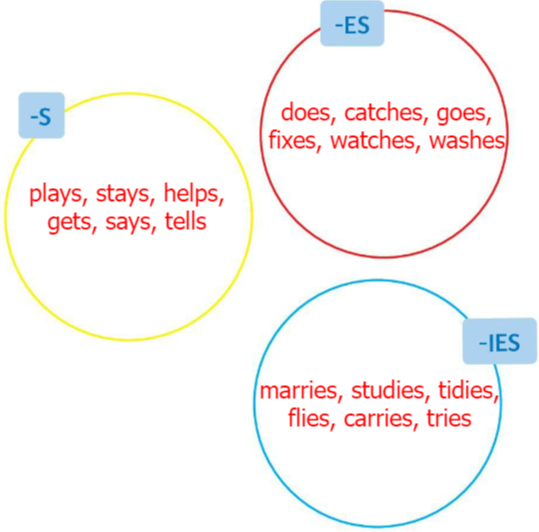 -ES
does, catches, goes,
fixes, watches, washes
-S
plays, stays, helps,
gets, says, tells
-IES
marries, studies, tidies,
flies, carries, tries